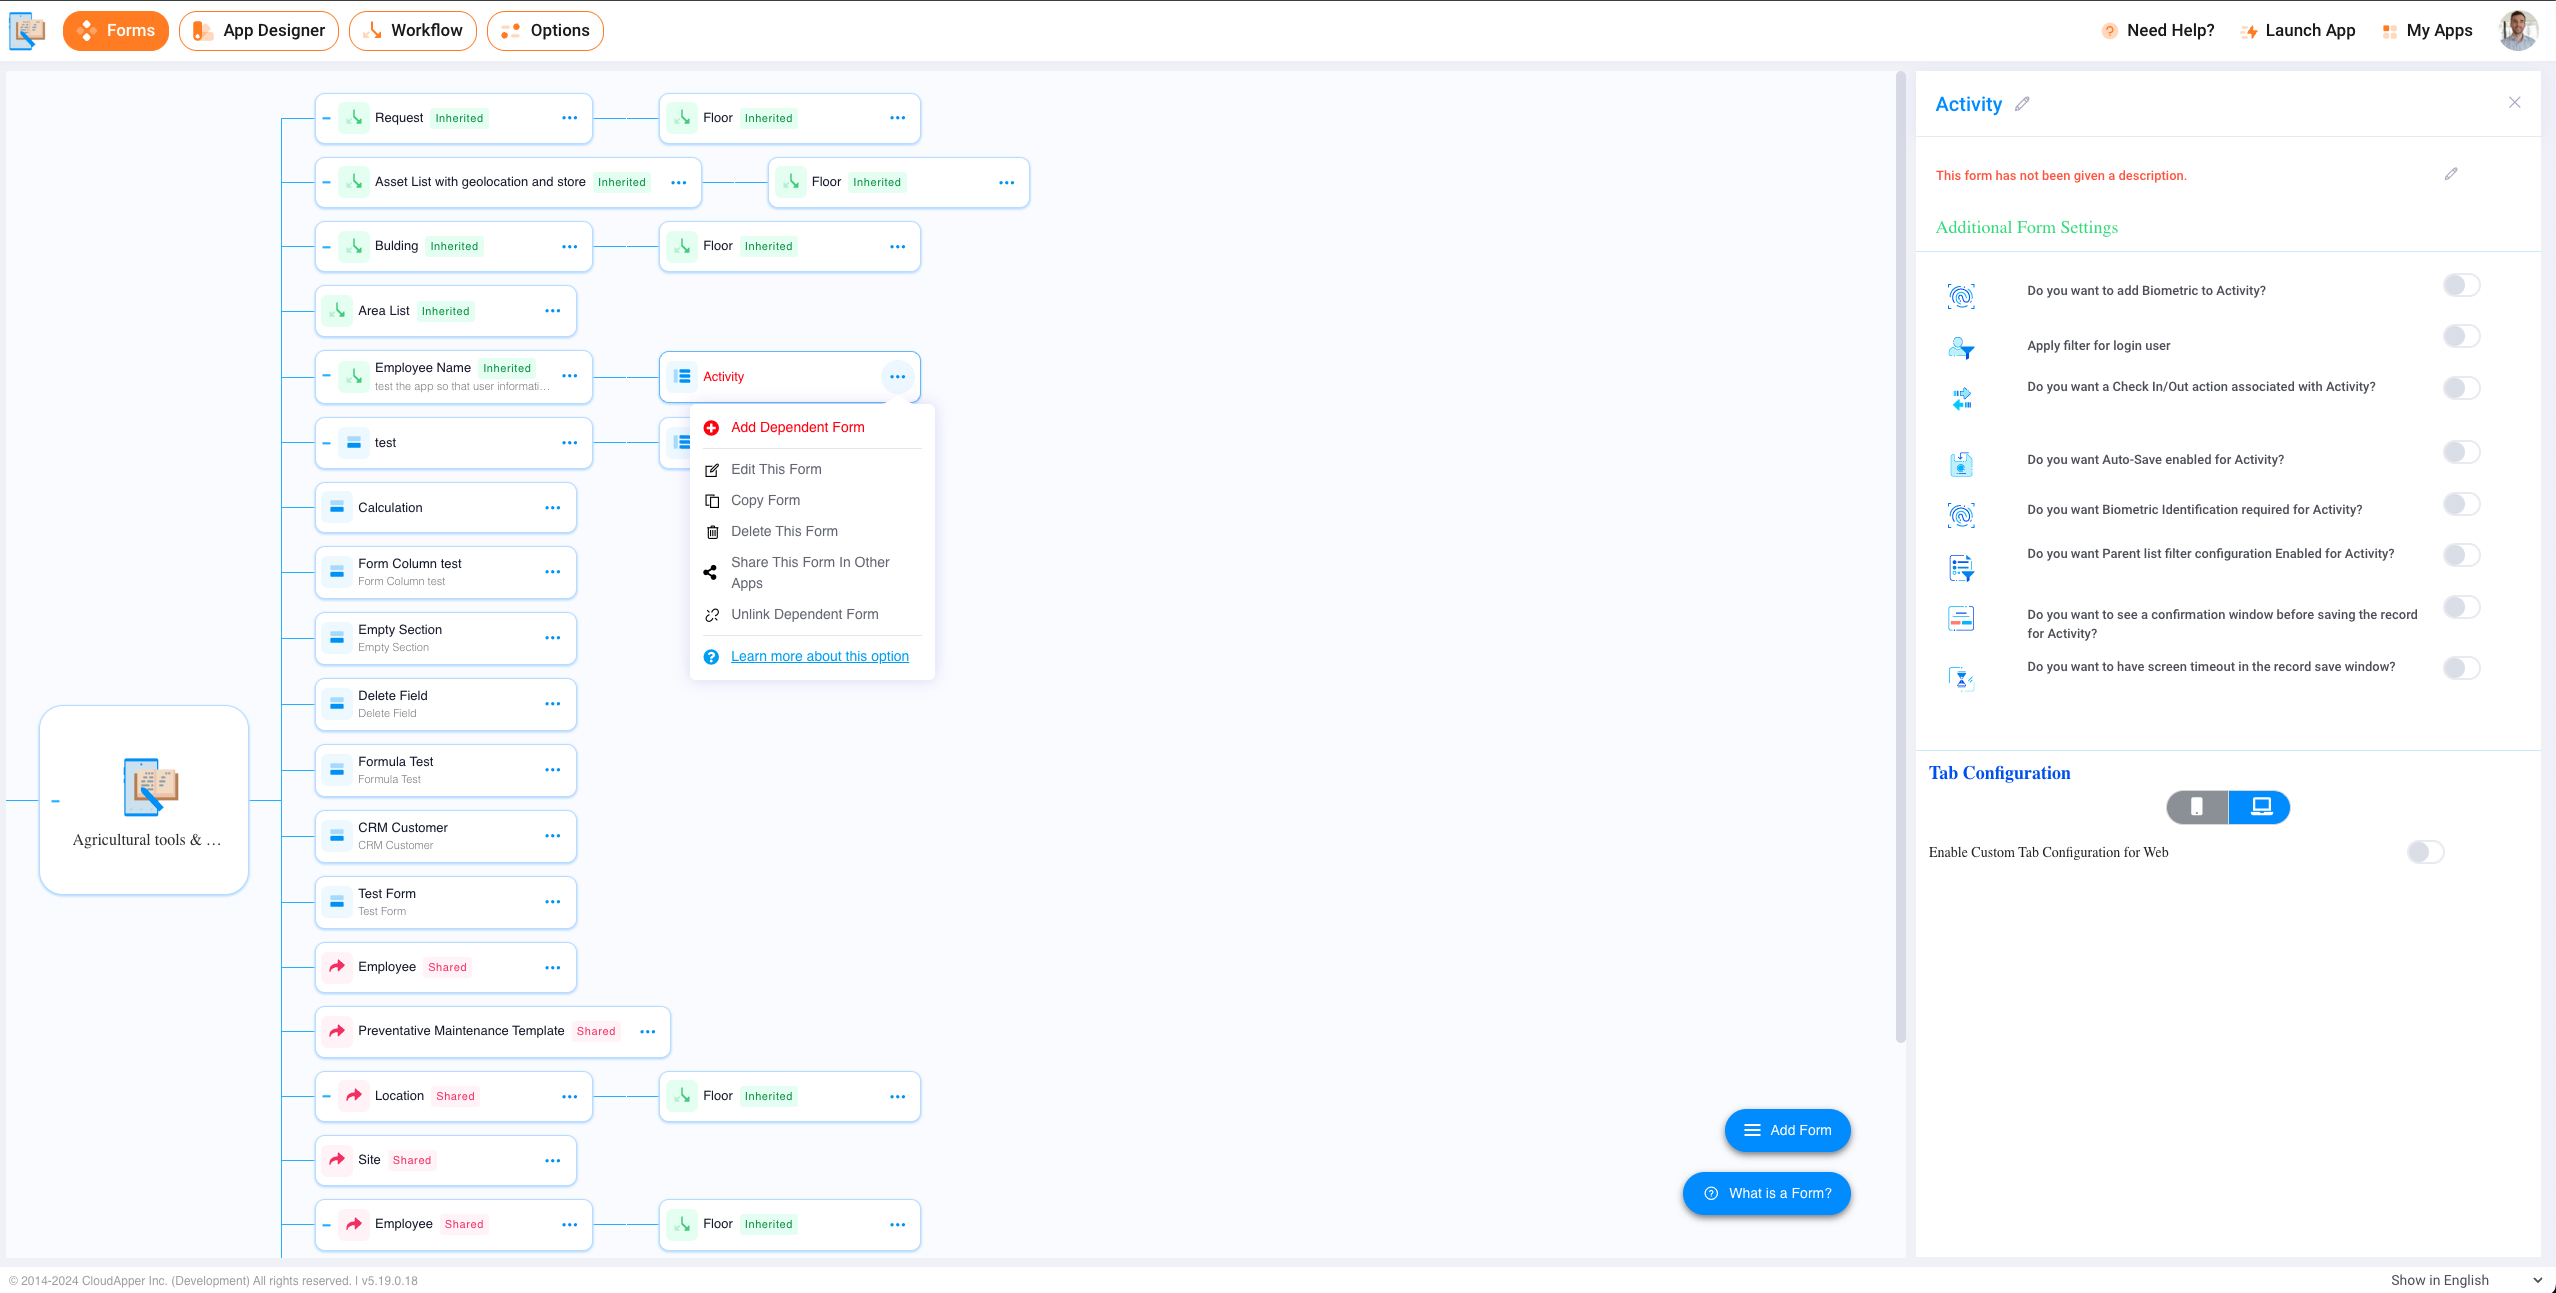 Forms
App Designer
Workflow
Options
Need Help?
Launch App
My Apps
Request Inherited
Floor Inherited
Asset List with geolocation and store Inherited
Floor Inherited
Bulding Inherited
Floor Inherited
Area List Inherited
Employee Name Inherited
test the app so that user informati...
Activity
test
Add Dependent Form
Edit This Form
Copy Form
Delete This Form
Share This Form In Other
Apps
Unlink Dependent Form
Learn more about this option
Calculation
Form Column test
Form Column test
Empty Section
Empty Section
Delete Field
Delete Field
Formula Test
Formula Test
CRM Customer
CRM Customer
Test Form
Test Form
Employee Shared
Preventative Maintenance Template Shared
Location Shared
Floor Inherited
Site Shared
Employee Shared
Floor Inherited
Agricultural tools & ...
Add Form
What is a Form?
Activity
This form has not been given a description.
Additional Form Settings
Do you want to add Biometric to Activity?
Apply filter for login user
Do you want a Check In/Out action associated with Activity?
Do you want Auto-Save enabled for Activity?
Do you want Biometric Identification required for Activity?
Do you want Parent list filter configuration Enabled for Activity?
Do you want to see a confirmation window before saving the record
for Activity?
Do you want to have screen timeout in the record save window?
Tab Configuration
Enable Custom Tab Configuration for Web
© 2014-2024 CloudApper Inc. (Development) All rights reserved. | v5.19.0.18
Show in English